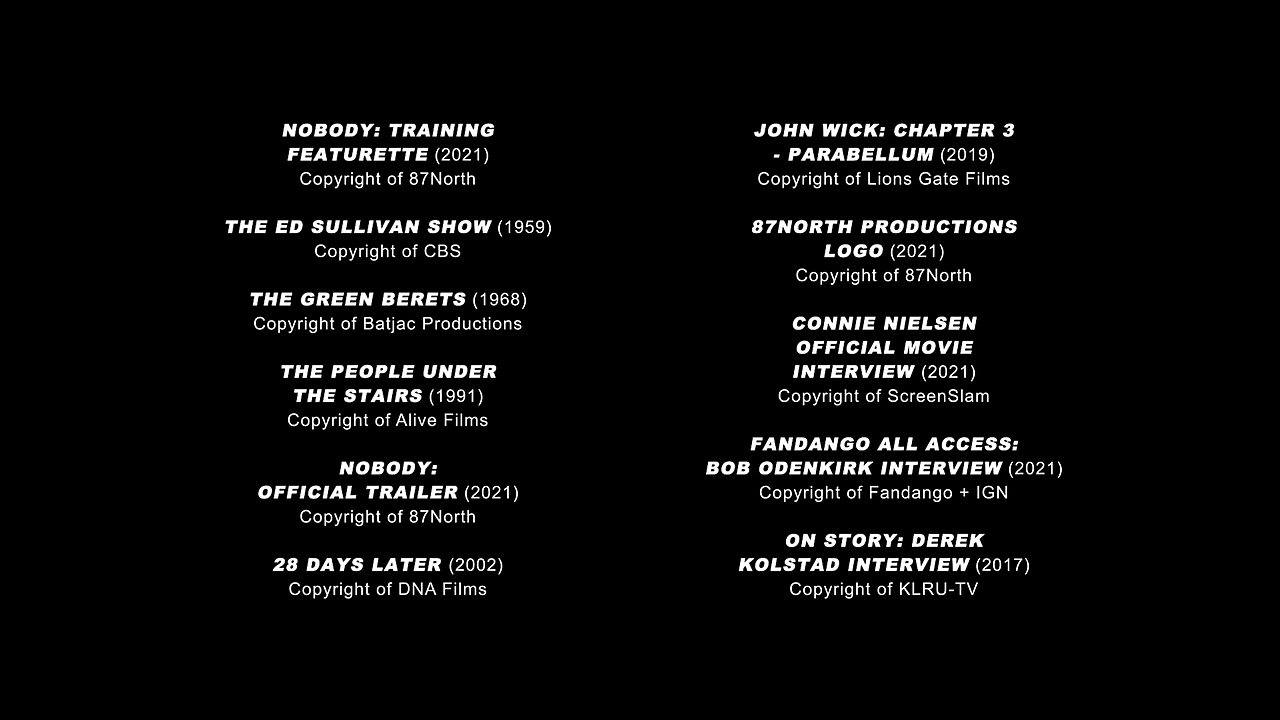 NOBODY: TRAINING
FEATURETTE (2021)
Copyright of 87North
THE ED SULLIVAN SHOW (1959)
Copyright of CBS
THE GREEN BERETS (1968)
Copyright of Batjac Productions
THE PEOPLE UNDER
THE STAIRS (1991)
Copyright of Alive Films
NOBODY:
OFFICIAL TRAILER (2021)
Copyright of 87North
28 DAYS LATER (2002)
Copyright of DNA Films
JOHN WICK: CHAPTER 3
- PARABELLUM (2019)
Copyright of Lions Gate Films
87NORTH PRODUCTIONS
LOGO (2021)
Copyright of 87North
CONNIE NIELSEN
OFFICIAL MOVIE
INTERVIEW (2021)
Copyright of ScreenSlam
FANDANGO ALL ACCESS:
BOB ODENKIRK INTERVIEW (2021)
Copyright of Fandango + IGN
ON STORY: DEREK
KOLSTAD INTERVIEW (2017)
Copyright of KLRU-TV